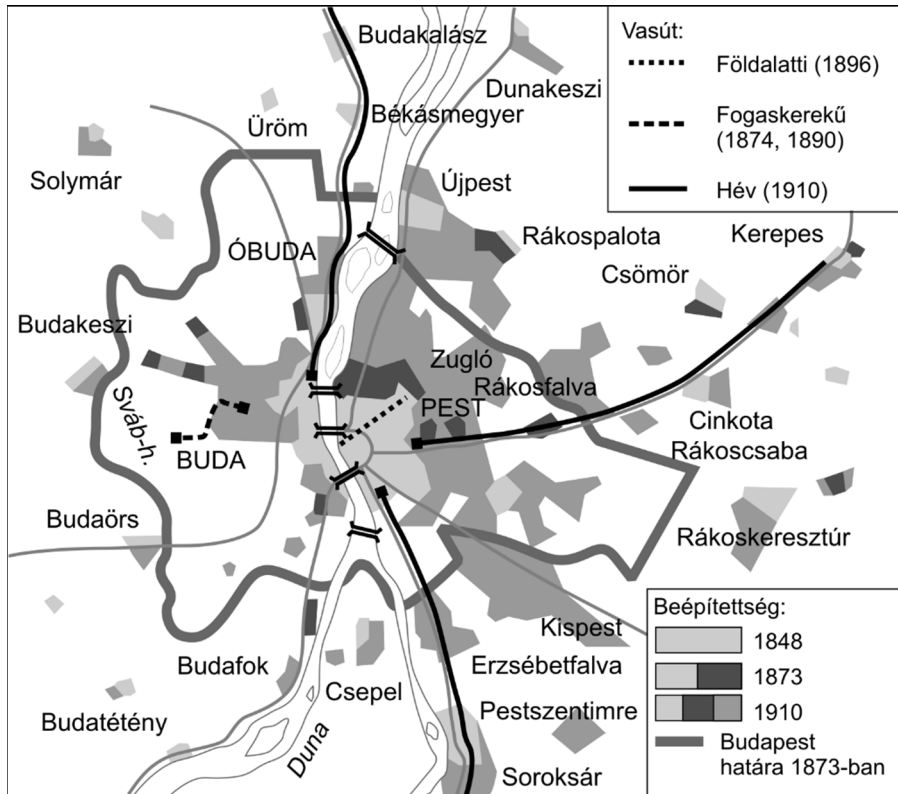 Budakalász
Dunakeszi
Békásmegyer
Üröm
Solymár
Újpest
Rákospalota
Kerepes
Csömör
ÓBUDA
Budakeszi
Zugló
Rákosfalva
PEST
Sváb-h.
BUDA
Cinkota
Rákoscsaba
Budaörs
Rákoskeresztúr
Kispest
Budafok
Erzsébetfalva
Csepel
Pestszentimre
Budatétény
Duna
Soroksár
Vasút:
Földalatti (1896)
Fogaskerekű
(1874, 1890)
Hév (1910)
Beépítettség:
1848
1873
1910
Budapest
határa 1873-ban